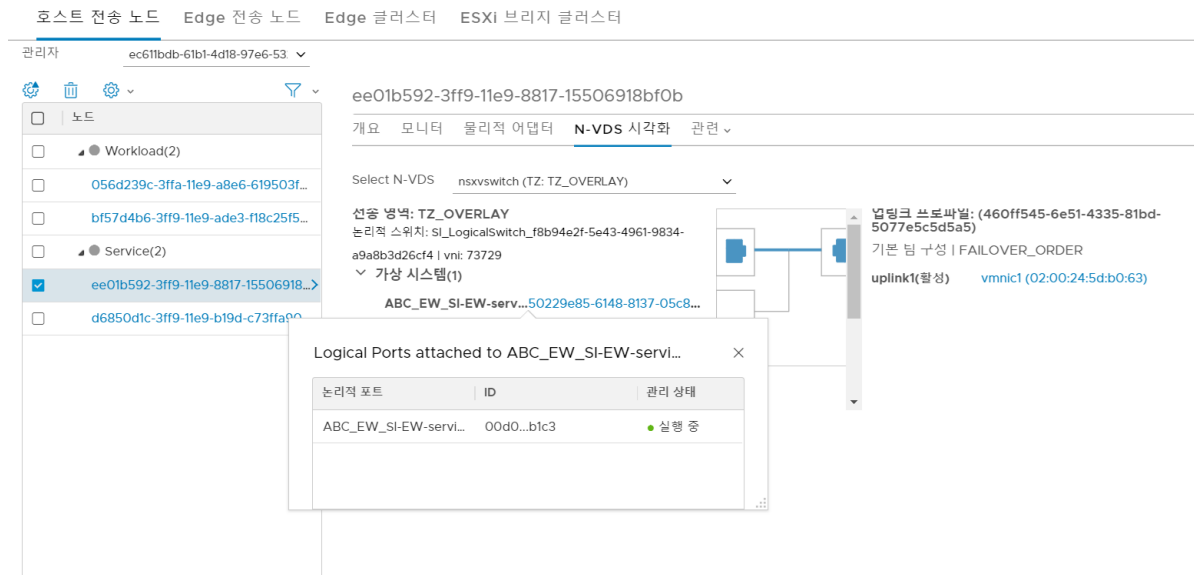 호스트 전송 노드 Edge 전송 노드 Edge 클러스터 ESXi 브리지 클러스터
관리자 ec611bdb-61b1-4d18-97e6-53:
노드
Workload(2)
056d239c-3ffa-11e9-a8e6-619503f...
bf57d4b6-3ff9-11e9-ade3-f18c25f5...
Service(2)
ee01b592-3ff9-11e9-8817-15506918...
d6850d1c-3ff9-11e9-b19d-c73ffa90
ee01b592-3ff9-11e9-8817-15506918bf0b
개요 모니터 물리적 어댑터 N-VDS 시각화 관련
Select N-VDS nsxvswitch (TZ: TZ_OVERLAY)
전송 영역: TZ_OVERLAY
논리적 스위치: SI_LogicalSwitch_f8b94e2f-5e43-4961-9834-
a9a8b3d26cf4 | vni: 73729
가상 시스템(1)
ABC_EW_SI-EW-serv...50229e85-6148-8137-05c8...
업링크 프로파일: (460ff545-6e51-4335-81bd-
5077e5c5d5a5)
기본 팀 구성 | FAILOVER_ORDER
uplink1(활성) vmnic1 (02:00:24:5d:b0:63)
Logical Ports attached to ABC_EW_SI-EW-servi...
논리적 포트 ID 관리 상태
ABC_EW_SI-EW-servi... 00d0...b1c3 실행 중